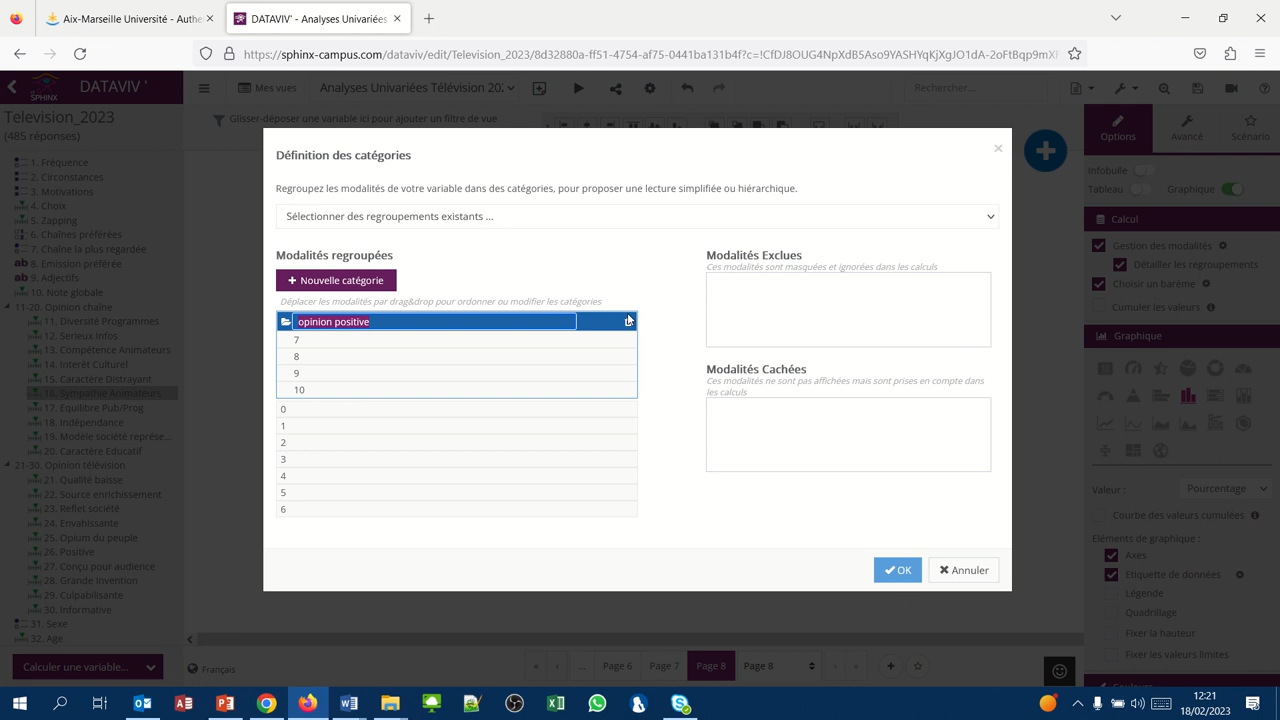 Aix-Marseille Université - Authe
DATAVIV' - Analyses Univariées
https://sphinx-campus.com/dataviv/edit/Television_2023/8d32880a-ff51-4754-af75-0441ba131b4f?c=!CfDJ8OUG4NpXdB5Aso9YASHYqKjXgJO1dA-2oFtBqp9mXF
SPHINX
DATAVIV '
Mes vues
Analyses Univariées Télévision 202
Rechercher...
Television_2023
(485 réponses)
Glisser-déposer une variable ici pour ajouter un filtre de vue
1. Fréquence
2. Circonstances
3. Motivations
4. Choix
5. Zapping
6. Chaînes préférées
7. Chaîne la plus regardée
8. Emission préférée
9. Adjectifs
10. Note globale
11-20. Opinion chaîne
11. Diversité Programmes
12. Serieux Infos
13. Compétence Animateurs
14. Interêt Culturel
15. Caractère Distrayant
16. Sympathie Animateurs
17. Equilibre Pub/Prog
18. Indépendance
19. Modèle société représe...
20. Caractère Educatif
21-30. Opinion télévision
21. Qualité baisse
22. Source enrichissement
23. Reflet société
24. Envahissante
25. Opium du peuple
26. Positive
27. Conçu pour audience
28. Grande Invention
29. Culpabilisante
30. Informative
31. Sexe
32. Age
Calculer une variable...
Définition des catégories
×
Regroupez les modalités de votre variable dans des catégories, pour proposer une lecture simplifiée ou hiérarchique.
Sélectionner des regroupements existants ...
Modalités regroupées
Nouvelle catégorie
Déplacer les modalités par drag&drop pour ordonner ou modifier les catégories
opinion positive
7
8
9
10
0
1
2
3
4
5
6
Modalités Exclues
Ces modalités sont masquées et ignorées dans les calculs
Modalités Cachées
Ces modalités ne sont pas affichées mais sont prises en compte dans
les calculs
OK
Annuler
Options
Avancé
Scénario
Infobulle
Tableau
Graphique
Calcul
Gestion des modalités
Détailler les regroupements
Choisir un barème
Cumuler les valeurs
Graphique
Valeur :
Pourcentage
Courbe des valeurs cumulées
Eléments de graphique :
Axes
Etiquette de données
Légende
Quadrillage
Fixer la hauteur
Fixer les valeurs limites
Français
...
Page 6
Page 7
Page 8
Page 8
12:21
18/02/2023